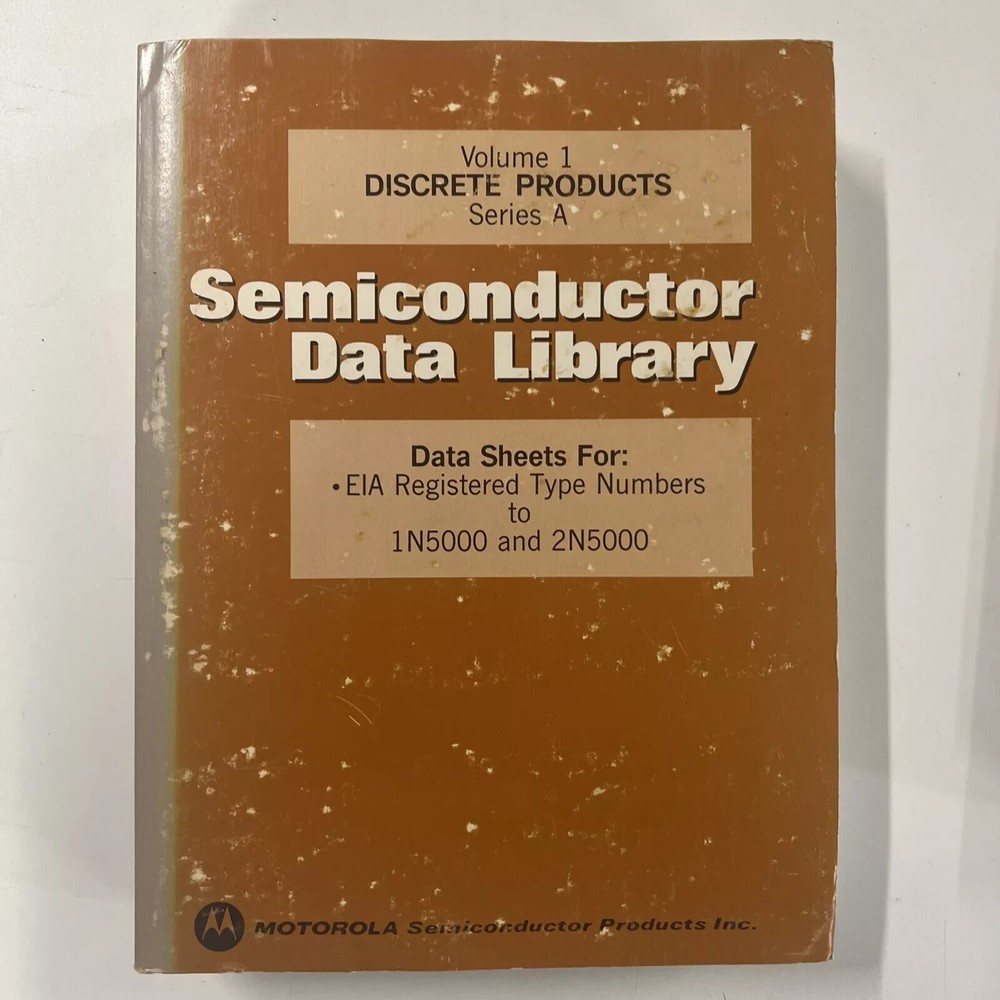 Volume 1
DISCRETE PRODUCTS
Series A
Semiconductor
Data Library
Data Sheets For:
• EIA Registered Type Numbers
to
1N5000 and 2N5000
MOTOROLA Semiconductor Products Inc.